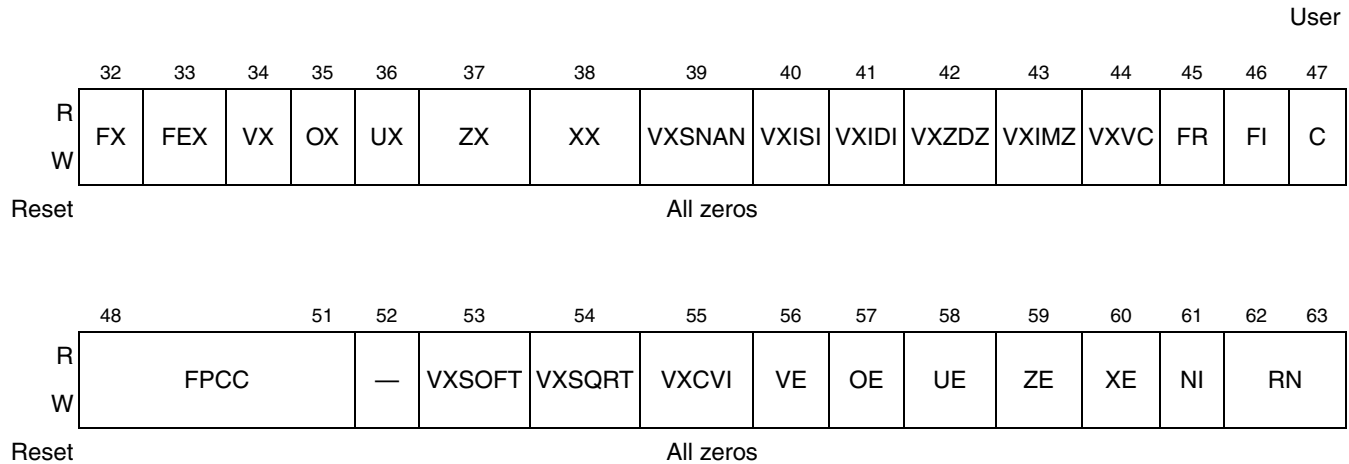 User
32 33 34 35 36 37 38 39 40 41 42 43 44 45 46 47
R
FX FEX VX OX UX ZX XX VXSNAN VXISI VXIDI VXZDZ VXIMZ VXVC FR FI C
W
Reset All zeros
48 51 52 53 54 55 56 57 58 59 60 61 62 63
R
FPCC — VXSOFT VXSQRT VXCVI VE OE UE ZE XE NI RN
W
Reset All zeros